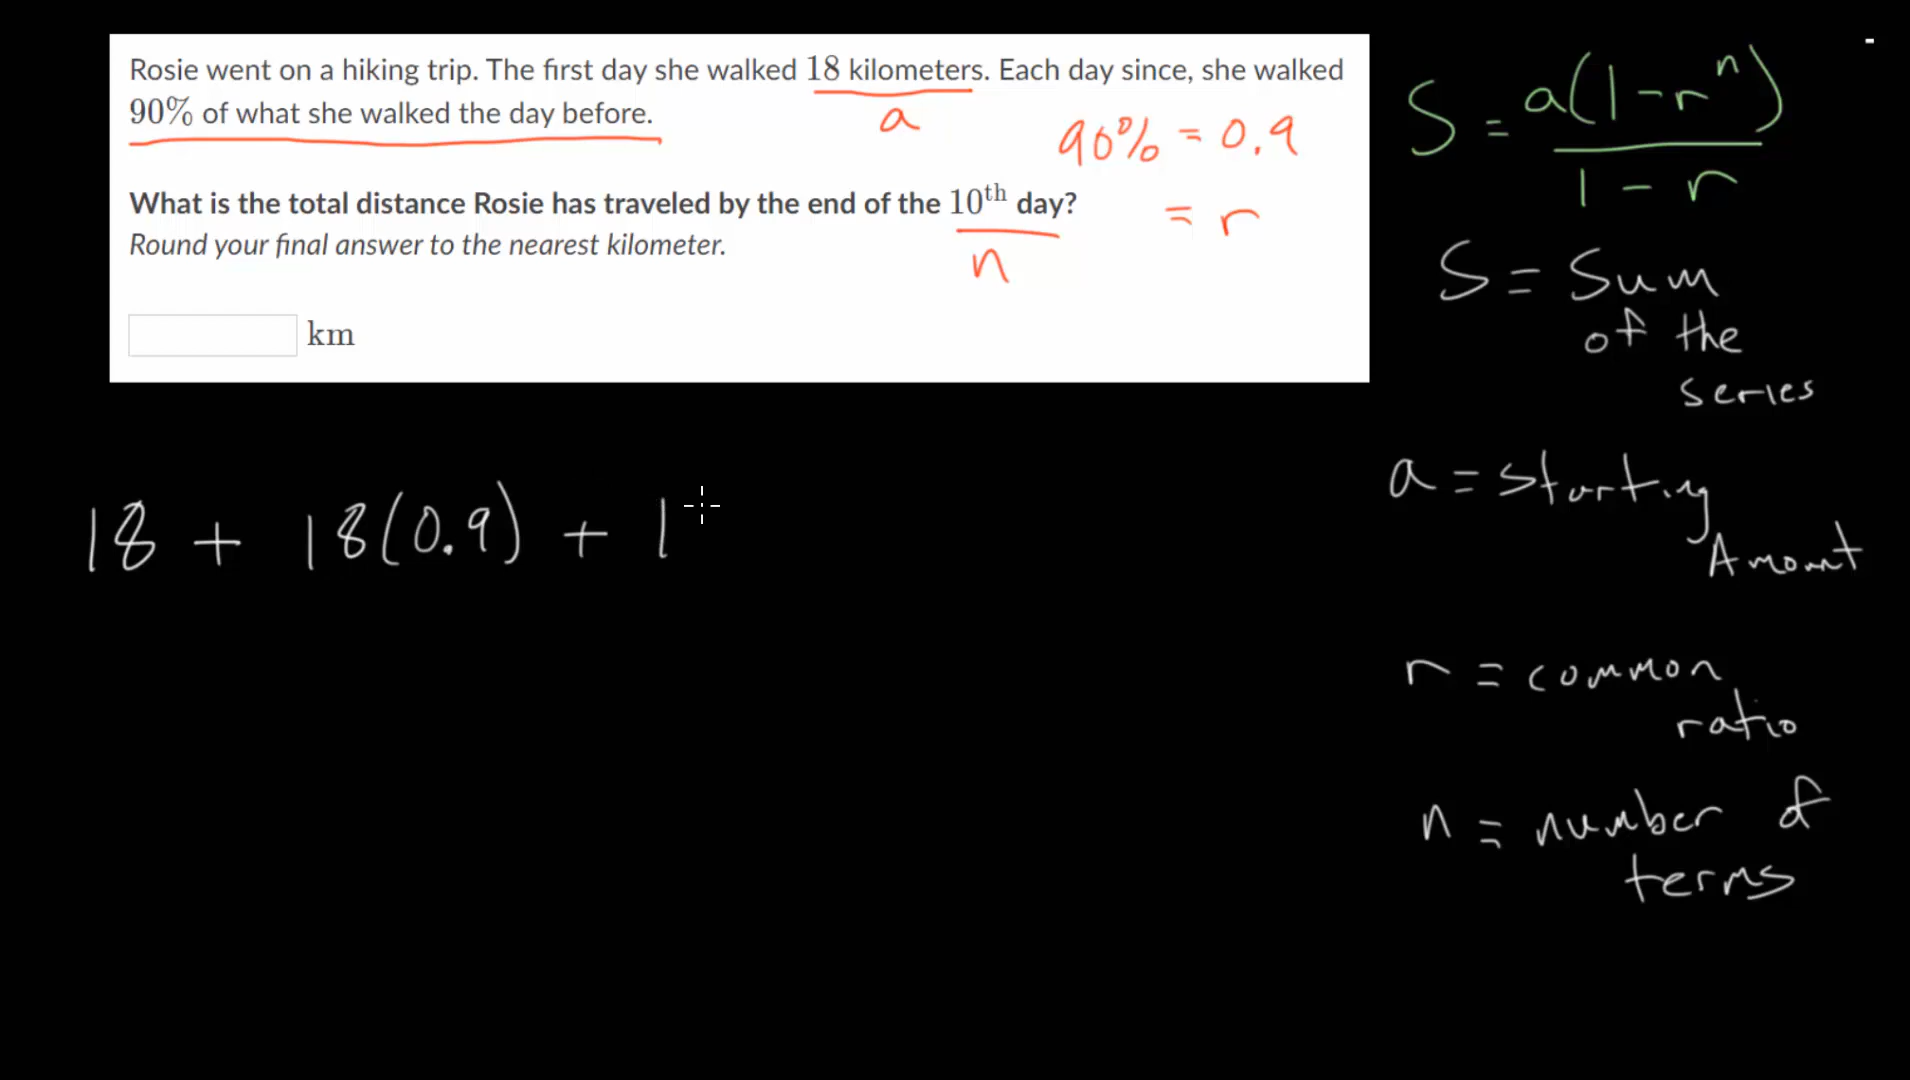 Rosie went on a hiking trip. The first day she walked 18 kilometers. Each day since, she walked
90% of what she walked the day before.
a
90% = 0.9
= r
What is the total distance Rosie has traveled by the end of the 10th day?
Round your final answer to the nearest kilometer.
n
km
18 + 18(0.9) + 1
S = a(1-r^n)
1 - r
S = Sum
of the
series
a = starting
Amount
r = common
ratio
n = number of
terms